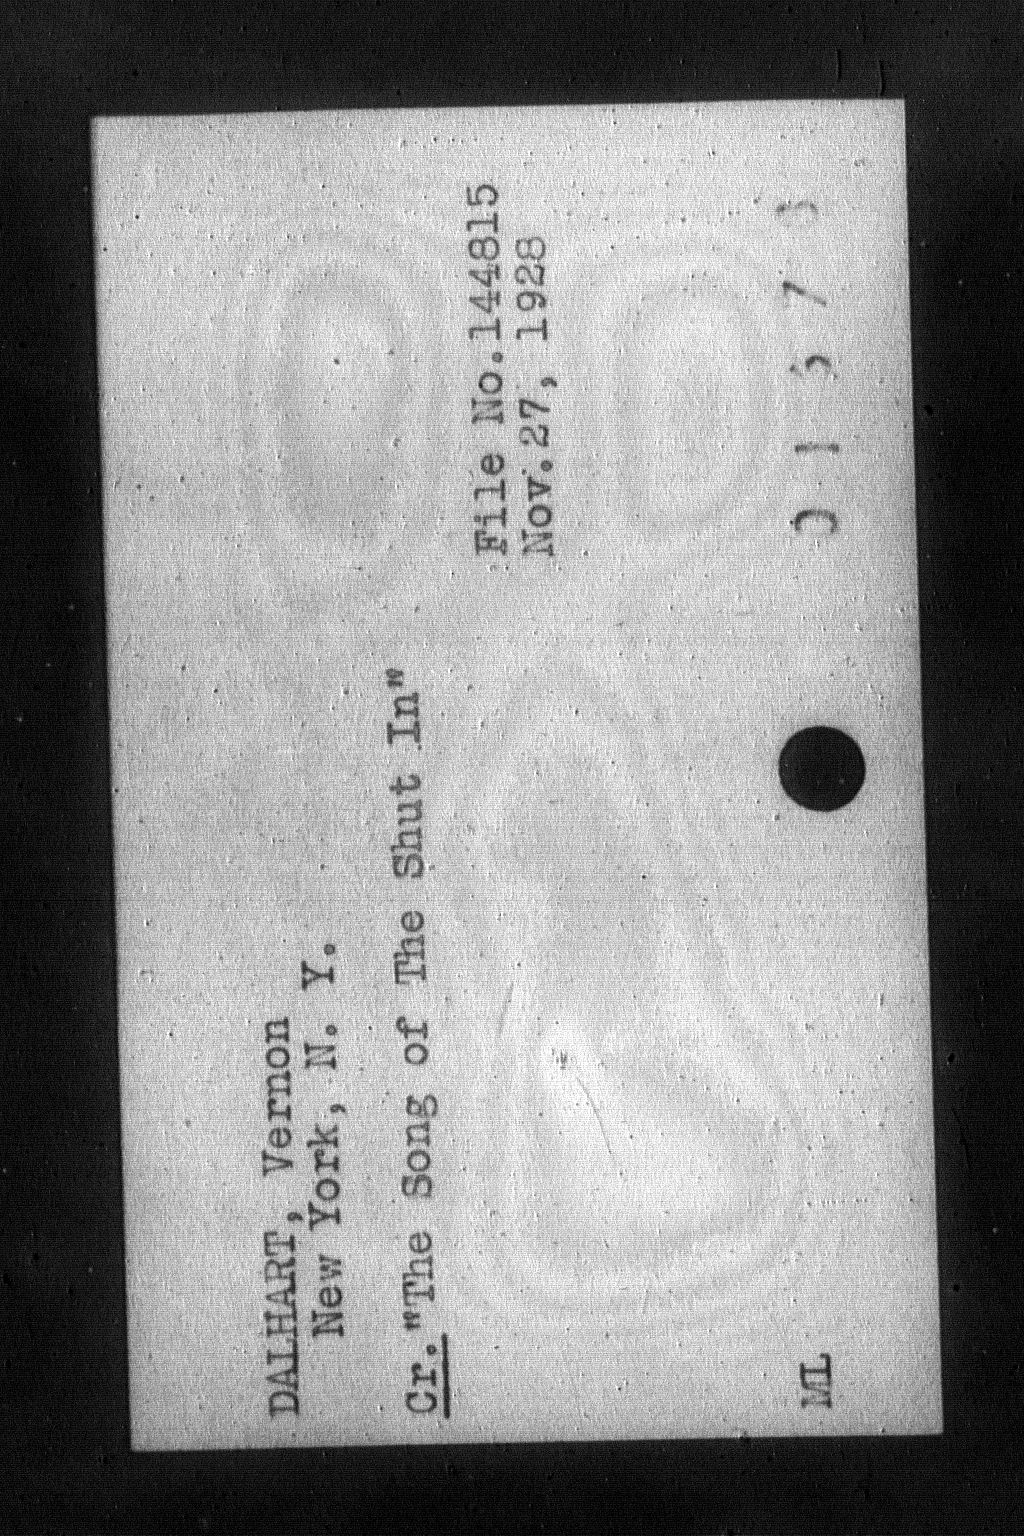 DALHART, Vernon
New York, N. Y.
Cr."The Song of The Shut In"
File No.144815
Nov.27, 1928
ML